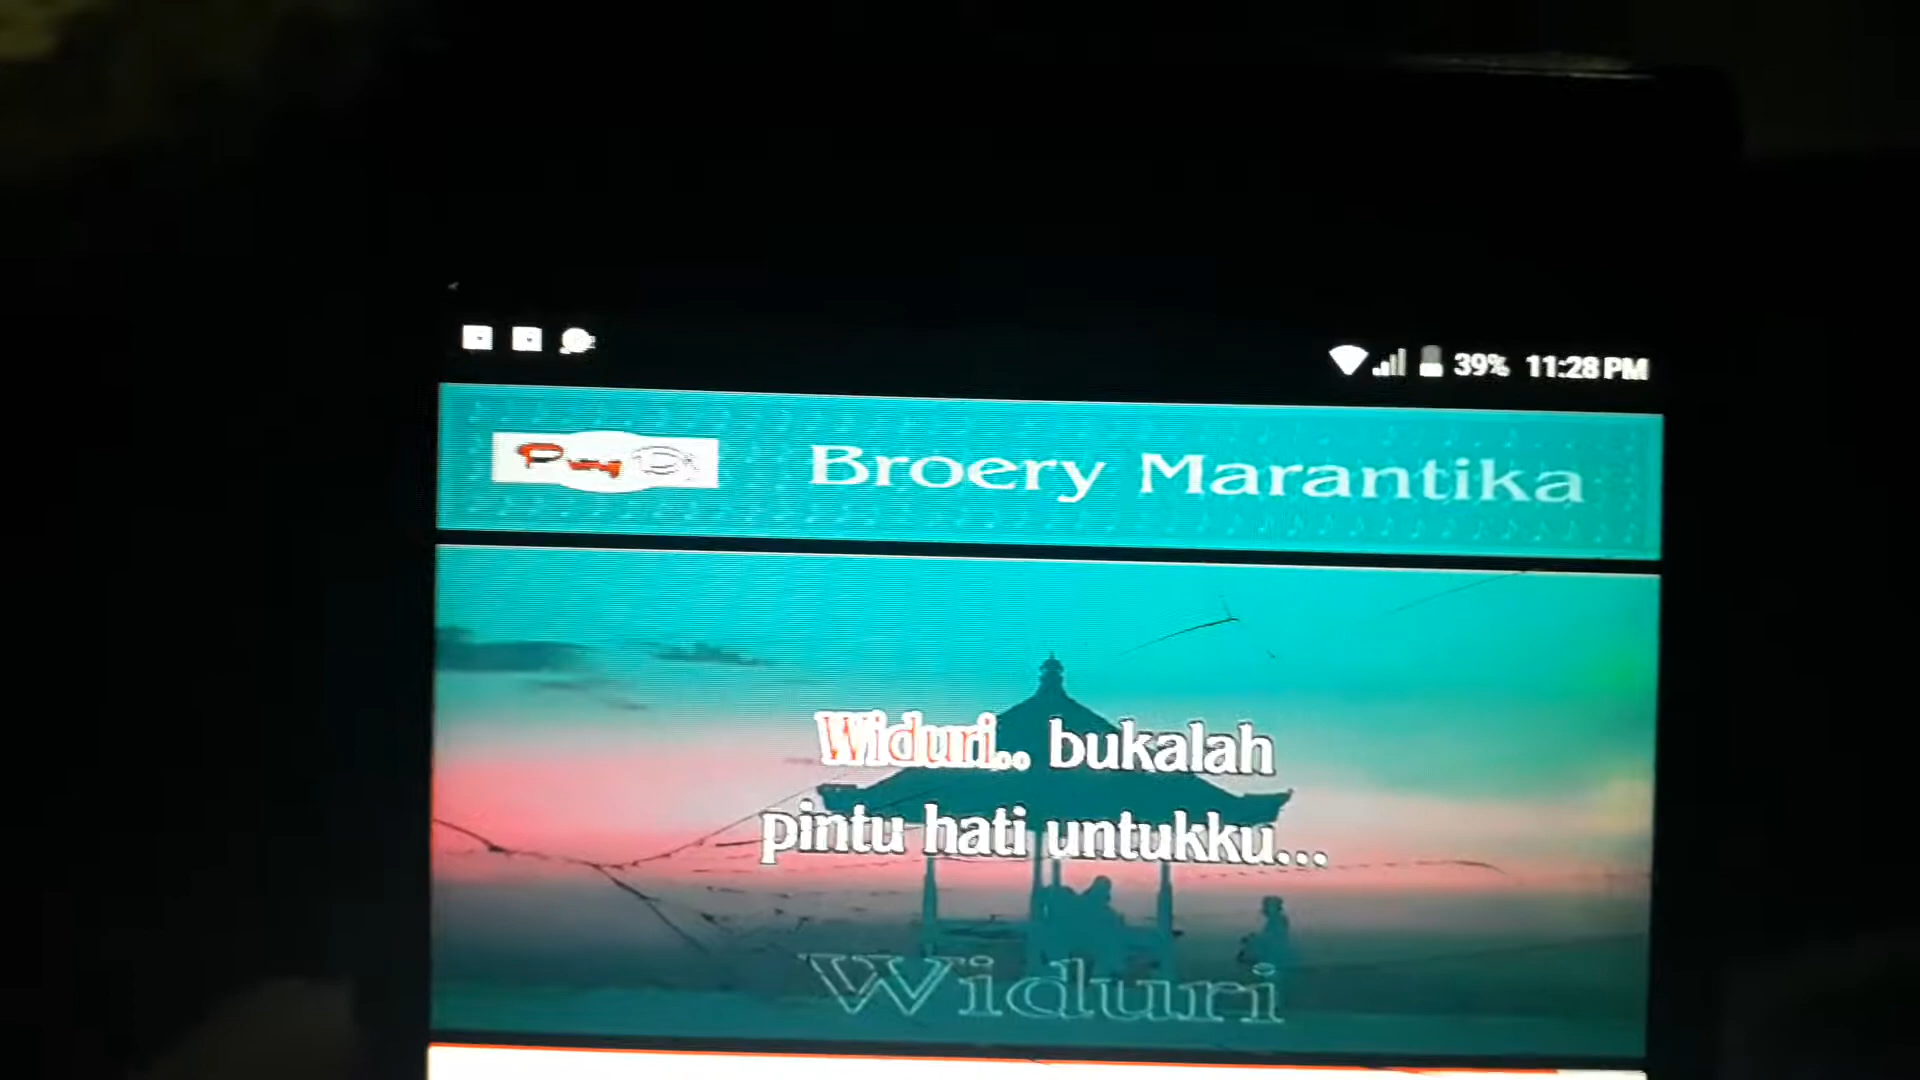 39% 11:28 PM
Broery Marantika
Widuri.. bukalah
pintu hati untukku...
Widuri